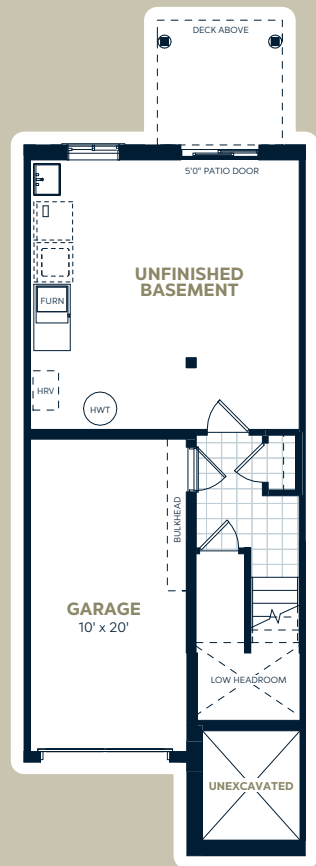 DECK ABOVE
5'0" PATIO DOOR
UNFINISHED
BASEMENT
FURN
HRV
HWT
BULKHEAD
GARAGE
10' x 20'
LOW HEADROOM
UNEXCAVATED